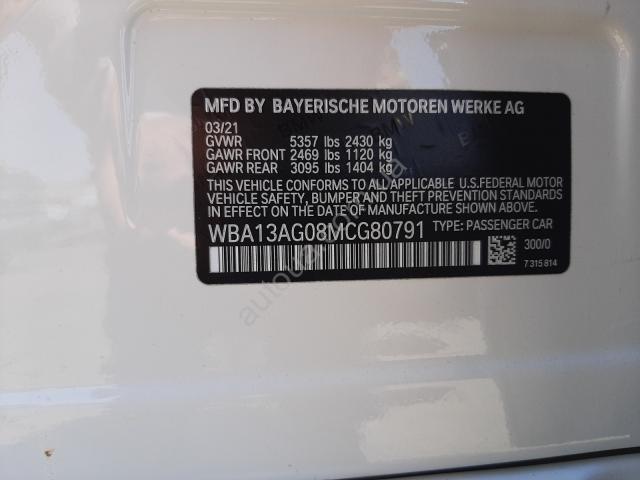 MFD BY BAYERISCHE MOTOREN WERKE AG
03/21
GVWR 5357 lbs 2430 kg
GAWR FRONT 2469 lbs 1120 kg
GAWR REAR 3095 lbs 1404 kg
THIS VEHICLE CONFORMS TO ALL APPLICABLE U.S.FEDERAL MOTOR
VEHICLE SAFETY, BUMPER AND THEFT PREVENTION STANDARDS
IN EFFECT ON THE DATE OF MANUFACTURE SHOWN ABOVE.
WBA13AG08MCG80791 TYPE: PASSENGER CAR
300/0
7 315 814